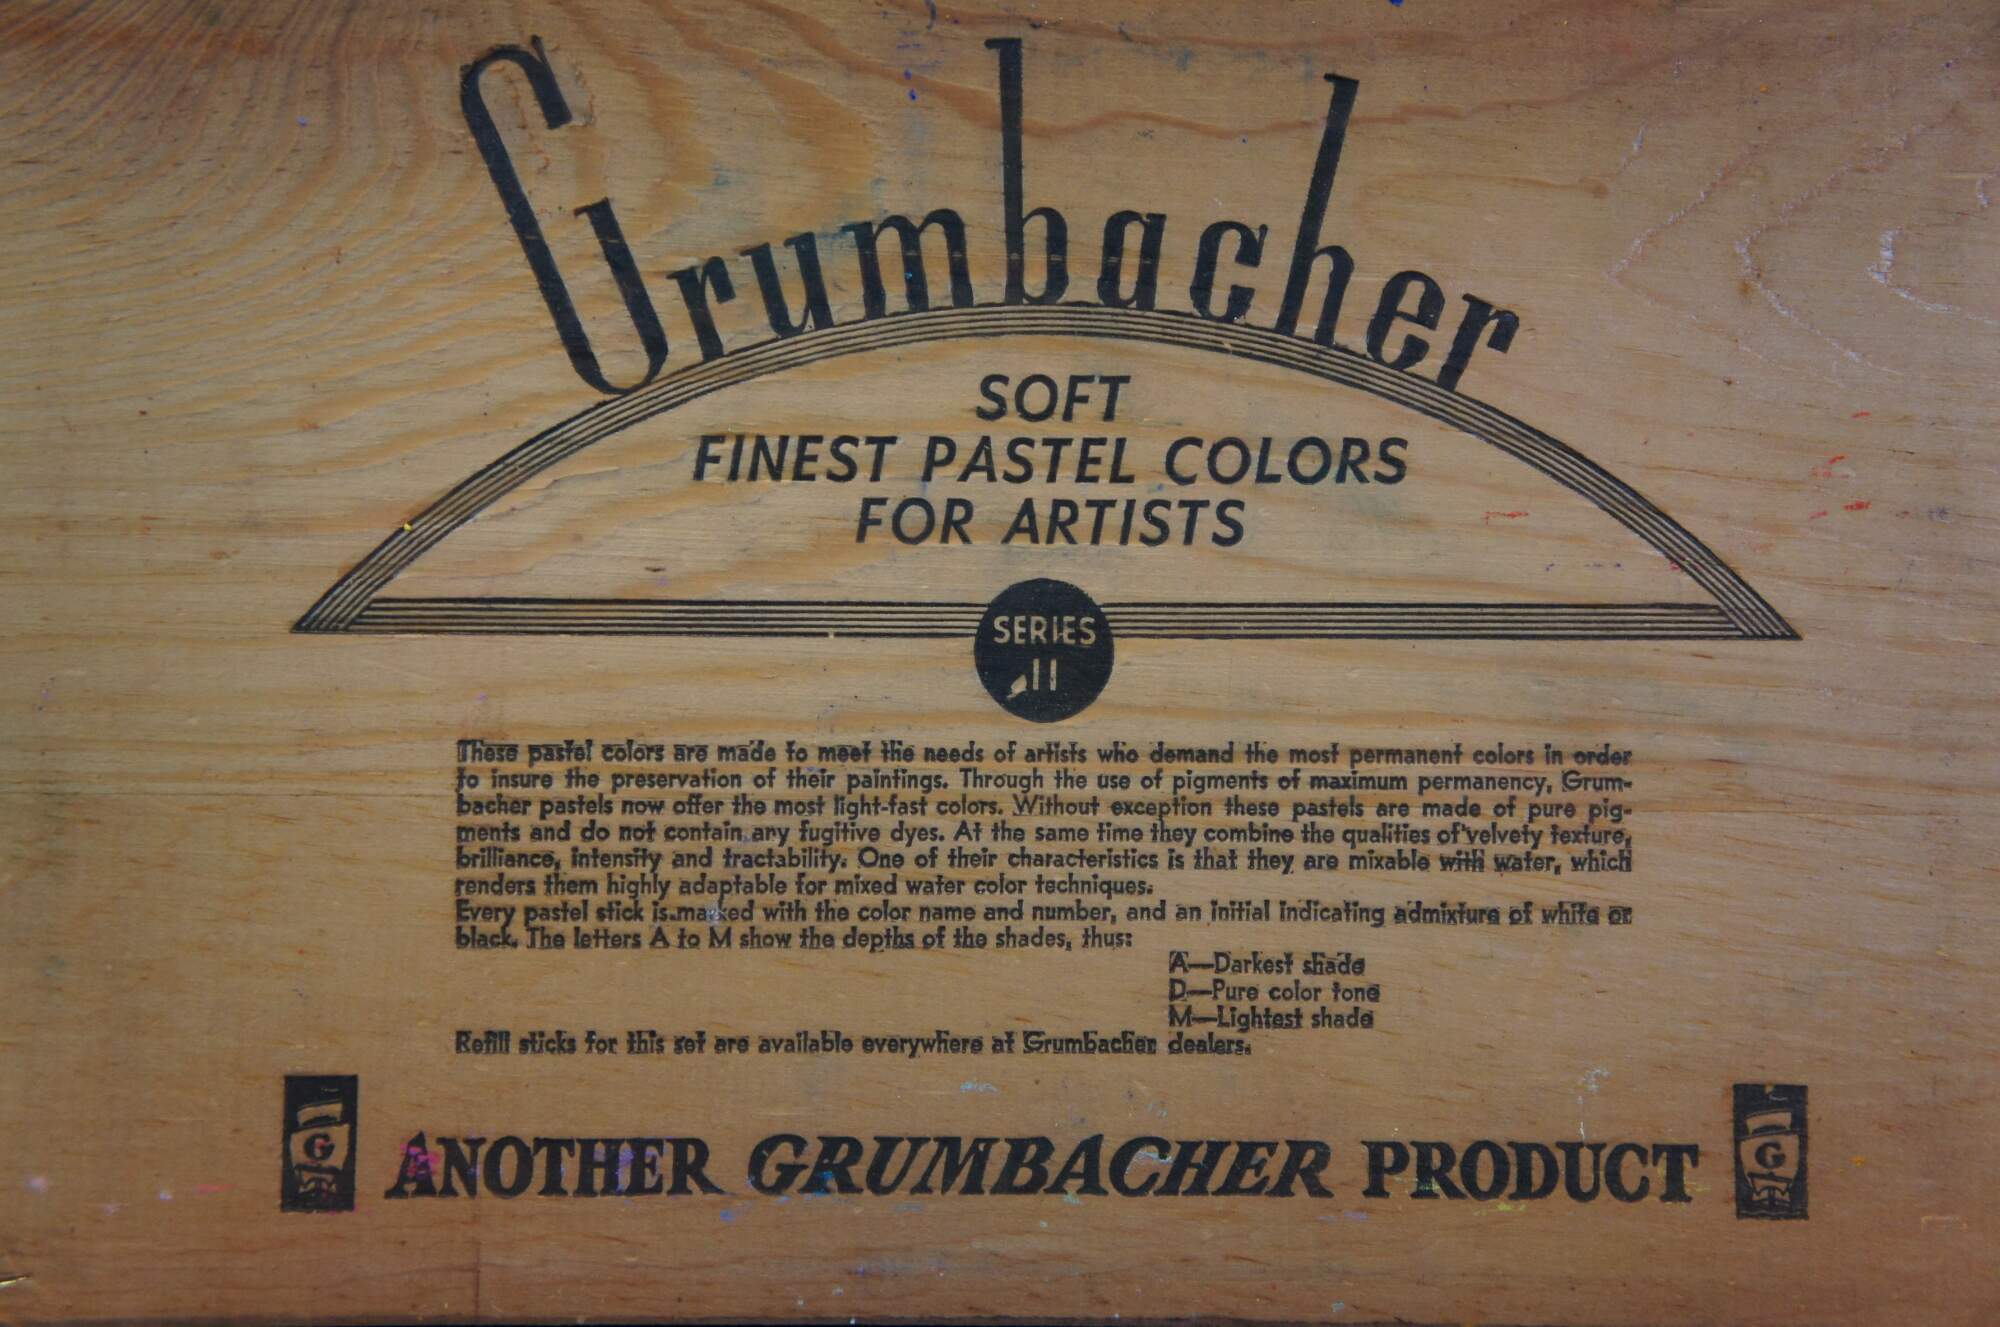 Grumbacher
SOFT
FINEST PASTEL COLORS
FOR ARTISTS
SERIES
11
These pastel colors are made to meet the needs of artists who demand the most permanent colors in order
to insure the preservation of their paintings. Through the use of pigments of maximum permanency, Grum-
bacher pastels now offer the most light-fast colors. Without exception these pastels are made of pure pig-
ments and do not contain any fugitive dyes. At the same time they combine the qualities of velvety texture,
brilliance, intensity and tractability. One of their characteristics is that they are mixable with water, which
renders them highly adaptable for mixed water color techniques.
Every pastel stick is marked with the color name and number, and an initial indicating admixture of white or
black. The letters A to M show the depths of the shades, thus:
A—Darkest shade
D—Pure color tone
M—Lightest shade
Refill sticks for this set are available everywhere at Grumbacher dealers.
G
ANOTHER GRUMBACHER PRODUCT
G